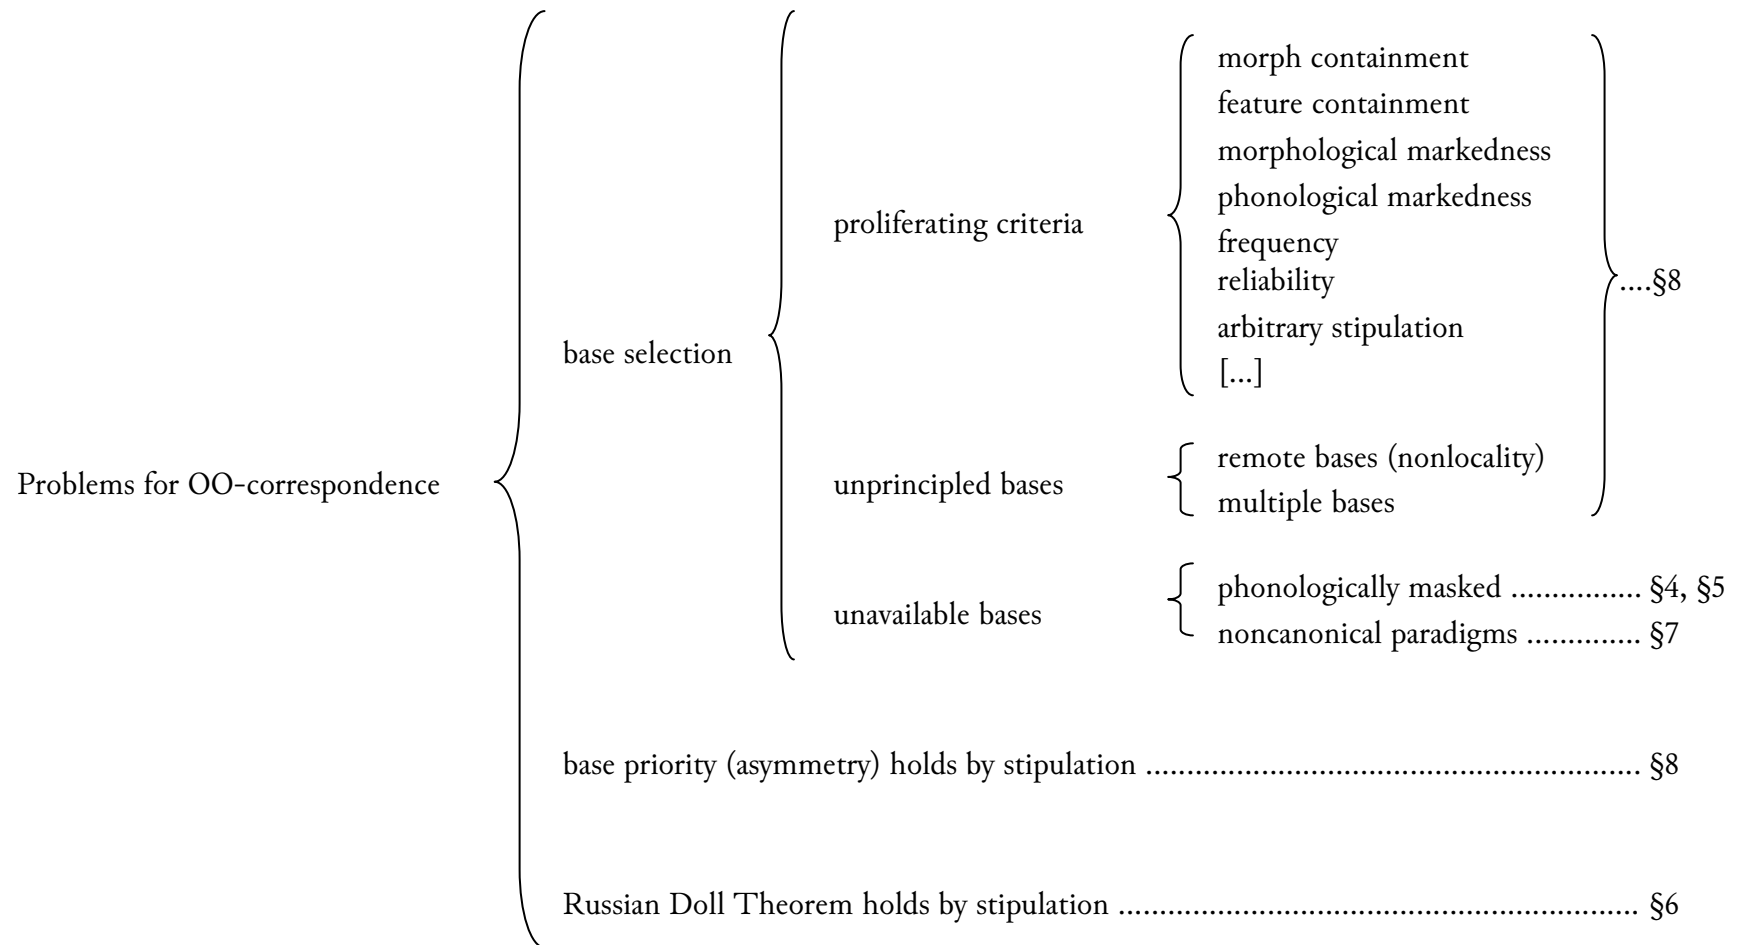 morph containment
feature containment
morphological markedness
phonological markedness
proliferating criteria
frequency
reliability
....§8
arbitrary stipulation
base selection
[...]
remote bases (nonlocality)
Problems for OO-correspondence
unprincipled bases
multiple bases
phonologically masked ................ §4, §5
unavailable bases
noncanonical paradigms .............. §7
base priority (asymmetry) holds by stipulation ............................................................. §8
Russian Doll Theorem holds by stipulation ................................................................ §6